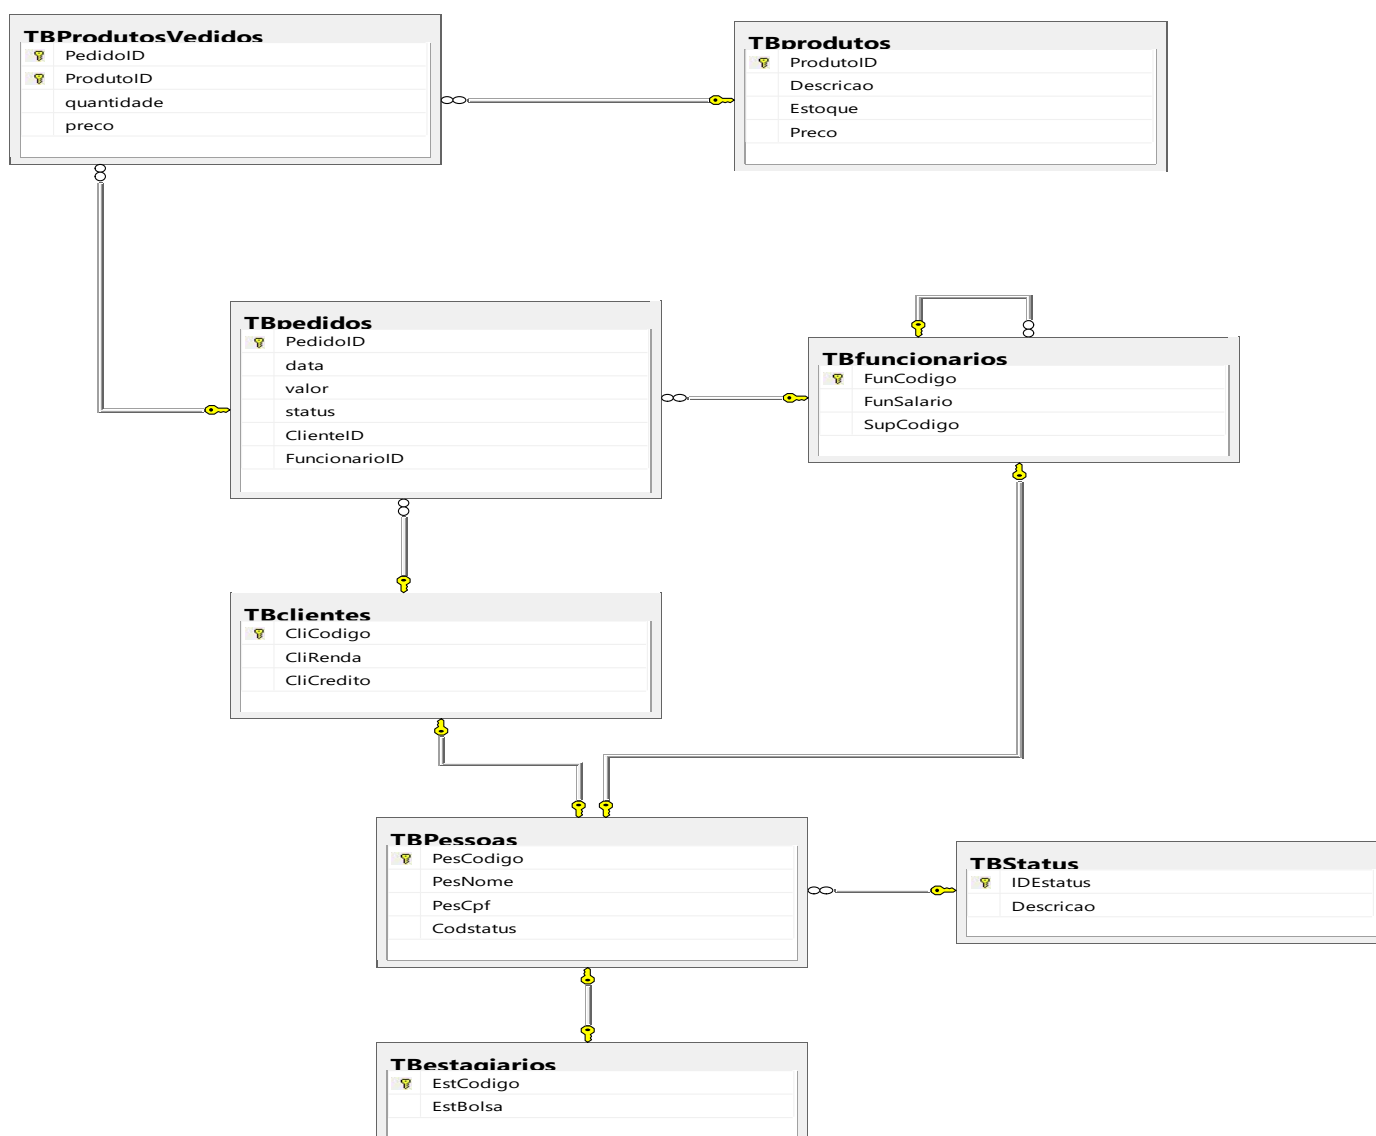 TBProdutosVedidos
PedidoID
ProdutoID
quantidade
preco
TBprodutos
ProdutoID
Descricao
Estoque
Preco
TBpedidos
PedidoID
data
valor
status
ClienteID
FuncionarioID
TBfuncionarios
FunCodigo
FunSalario
SupCodigo
TBclientes
CliCodigo
CliRenda
CliCredito
TBPessoas
PesCodigo
PesNome
PesCpf
Codstatus
TBStatus
IDEstatus
Descricao
TBestagiarios
EstCodigo
EstBolsa